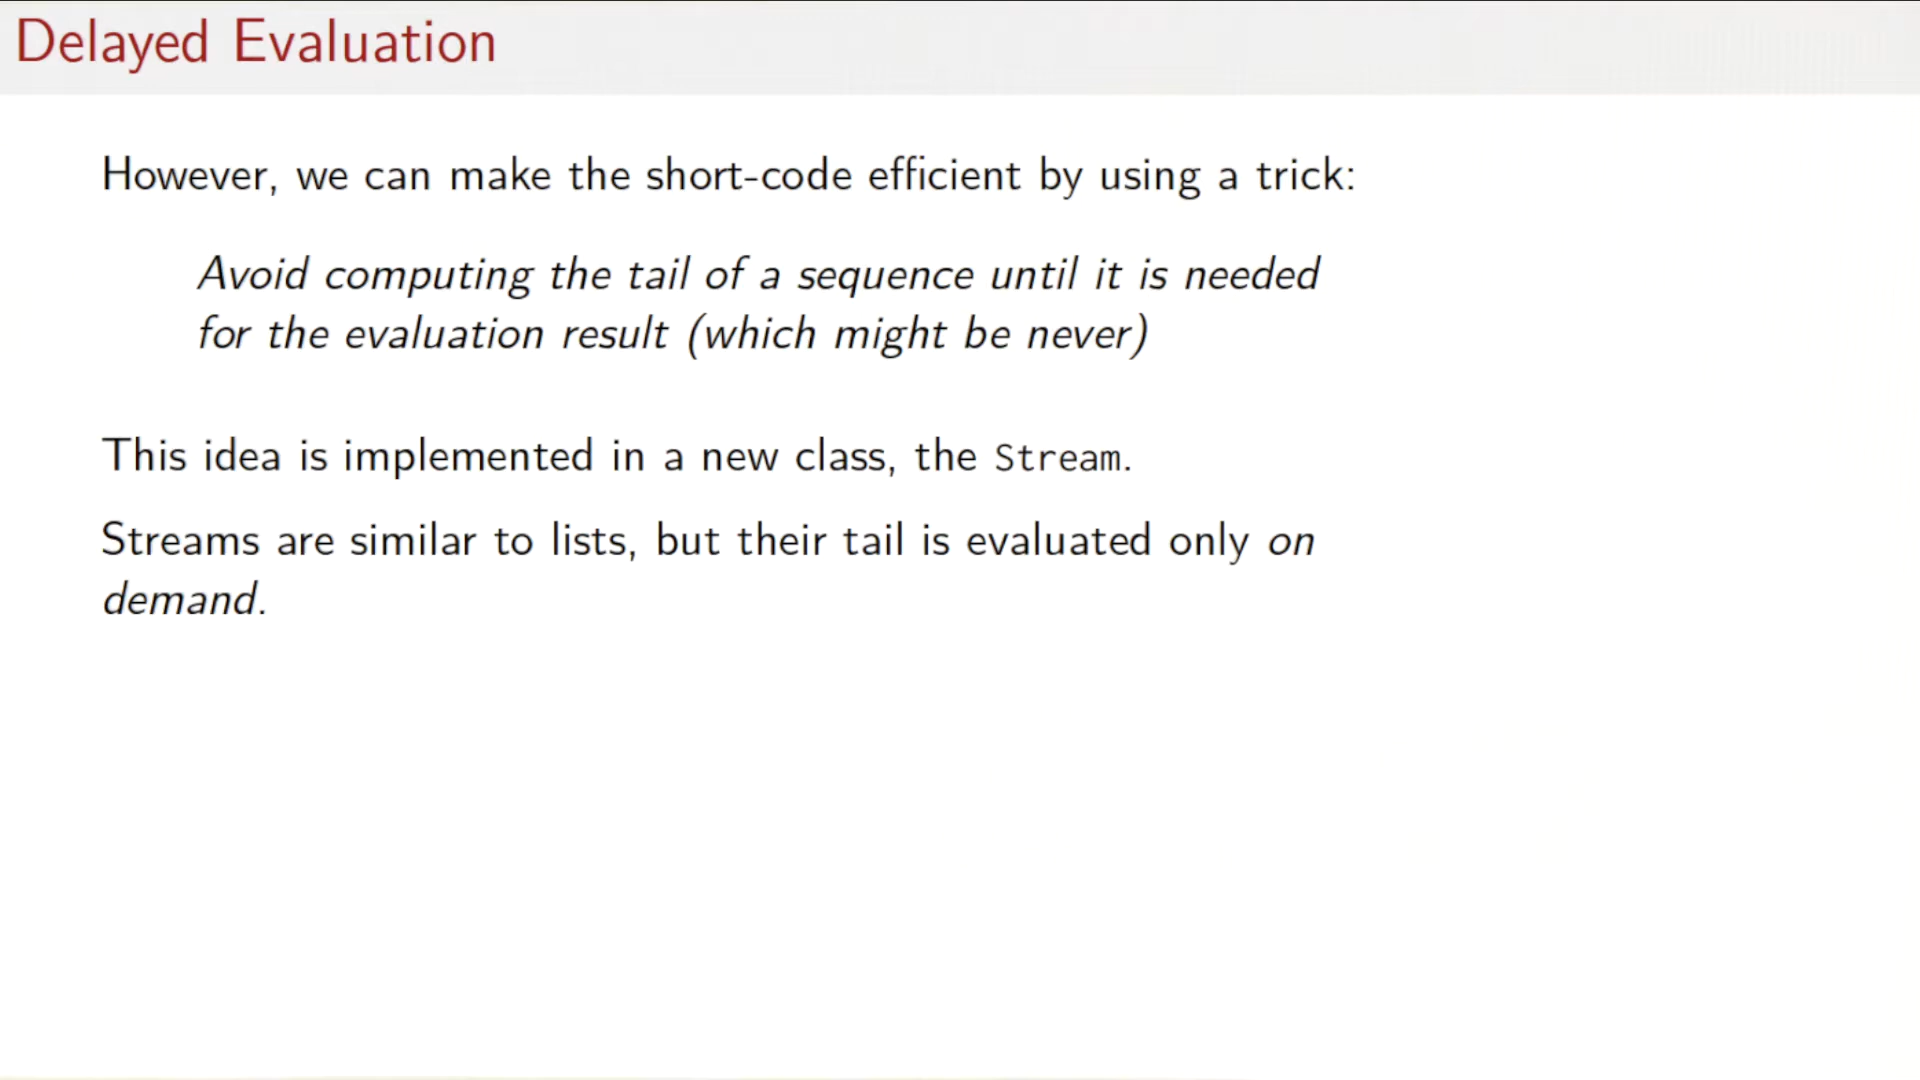 Delayed Evaluation
However, we can make the short-code efficient by using a trick:
Avoid computing the tail of a sequence until it is needed
for the evaluation result (which might be never)
This idea is implemented in a new class, the Stream.
Streams are similar to lists, but their tail is evaluated only on
demand.